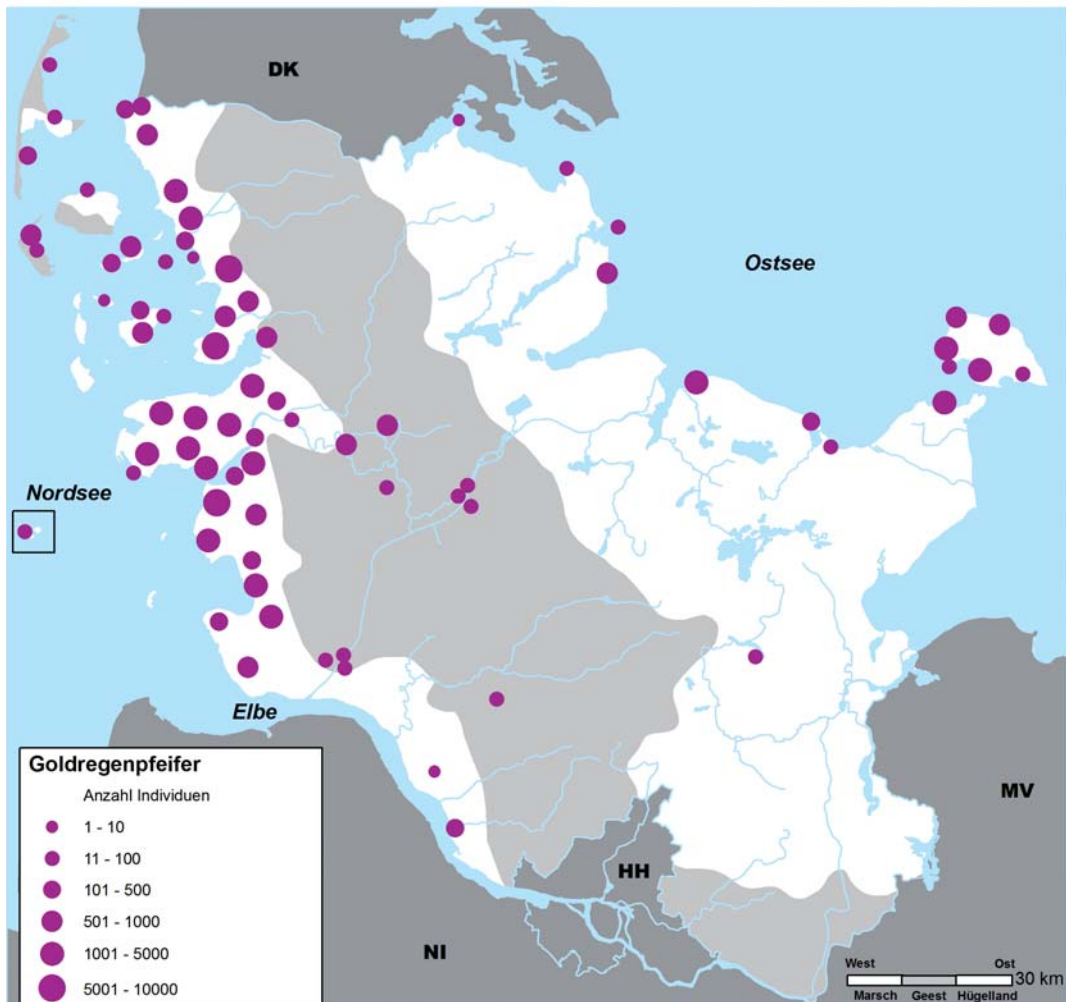 DK
Ostsee
Nordsee
Elbe
MV
HH
NI
Goldregenpfeifer
Anzahl Individuen
1 - 10
11 - 100
101 - 500
501 - 1000
1001 - 5000
5001 - 10000
West Ost
30 km
Marsch Geest Hügelland